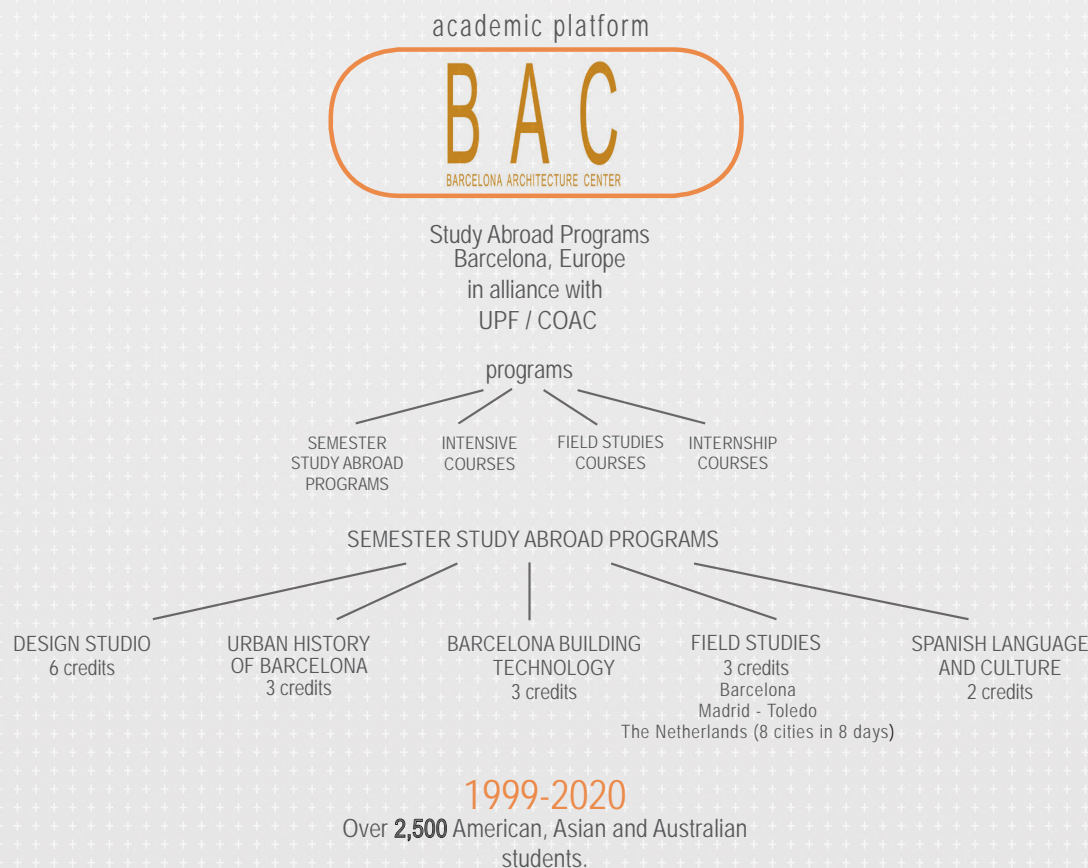 academic platform
BAC
BARCELONA ARCHITECTURE CENTER
Study Abroad Programs
Barcelona, Europe
in alliance with
UPF / COAC
programs
SEMESTER
STUDY ABROAD
PROGRAMS
INTENSIVE
COURSES
FIELD STUDIES
COURSES
INTERNSHIP
COURSES
SEMESTER STUDY ABROAD PROGRAMS
DESIGN STUDIO
6 credits
URBAN HISTORY
OF BARCELONA
3 credits
BARCELONA BUILDING
TECHNOLOGY
3 credits
FIELD STUDIES
3 credits
Barcelona
Madrid - Toledo
The Netherlands (8 cities in 8 days)
SPANISH LANGUAGE
AND CULTURE
2 credits
1999-2020
Over 2,500 American, Asian and Australian
students.